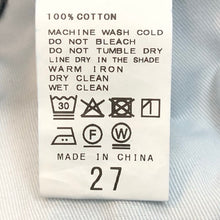 100% COTTON
MACHINE WASH COLD
DO NOT BLEACH
DO NOT TUMBLE DRY
LINE DRY IN THE SHADE
WARM IRON
DRY CLEAN
WET CLEAN
30
F W
MADE IN CHINA
27